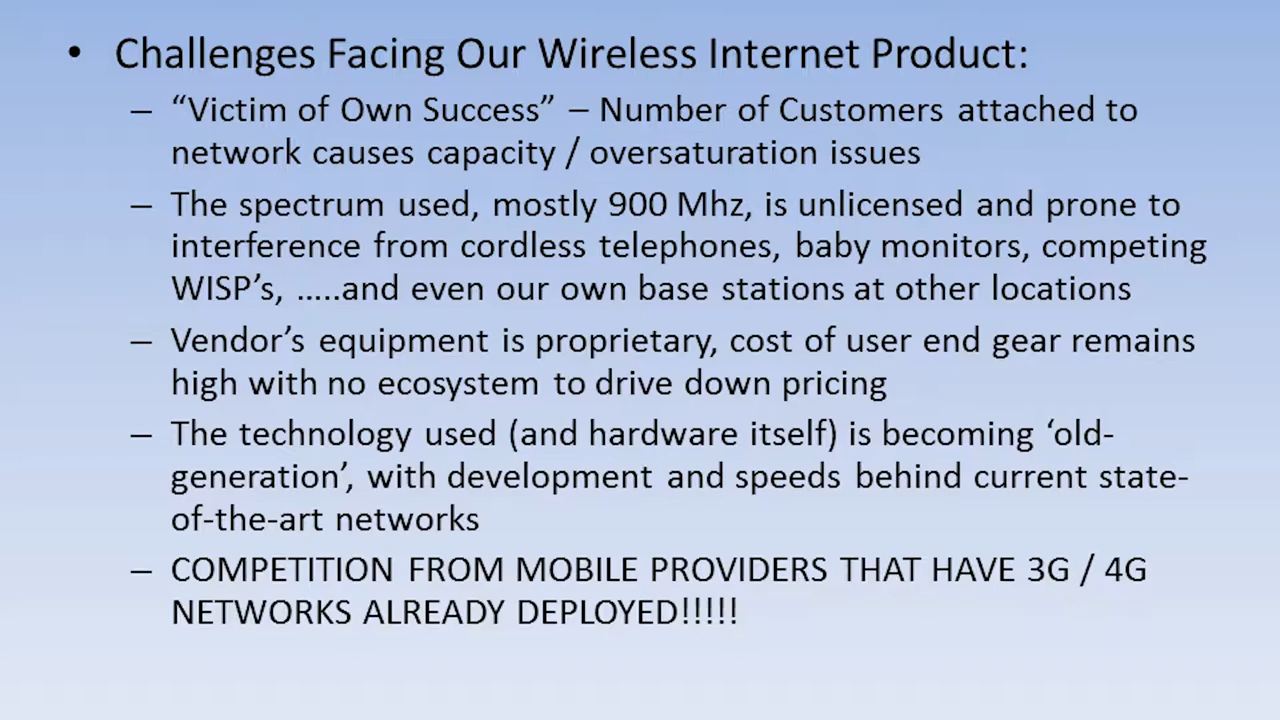 • Challenges Facing Our Wireless Internet Product:
– “Victim of Own Success” – Number of Customers attached to
network causes capacity / oversaturation issues
– The spectrum used, mostly 900 Mhz, is unlicensed and prone to
interference from cordless telephones, baby monitors, competing
WISP’s, …..and even our own base stations at other locations
– Vendor’s equipment is proprietary, cost of user end gear remains
high with no ecosystem to drive down pricing
– The technology used (and hardware itself) is becoming ‘old-
generation’, with development and speeds behind current state-
of-the-art networks
– COMPETITION FROM MOBILE PROVIDERS THAT HAVE 3G / 4G
NETWORKS ALREADY DEPLOYED!!!!!